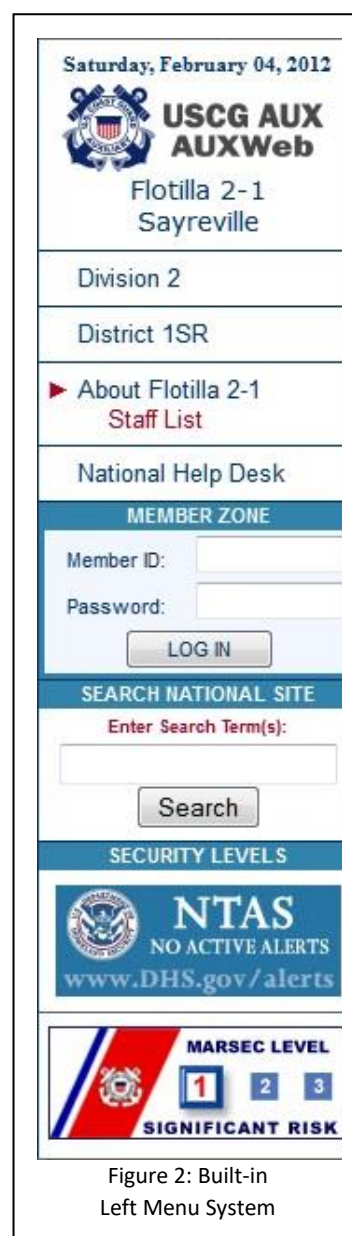 Saturday, February 04, 2012
USCG AUX
AUXWeb
Flotilla 2-1
Sayreville
Division 2
District 1SR
About Flotilla 2-1
Staff List
National Help Desk
MEMBER ZONE
Member ID:
Password:
LOG IN
SEARCH NATIONAL SITE
Enter Search Term(s):
Search
SECURITY LEVELS
NTAS
NO ACTIVE ALERTS
www.DHS.gov/alerts
MARSEC LEVEL
1 2 3
SIGNIFICANT RISK
Figure 2: Built-in
Left Menu System